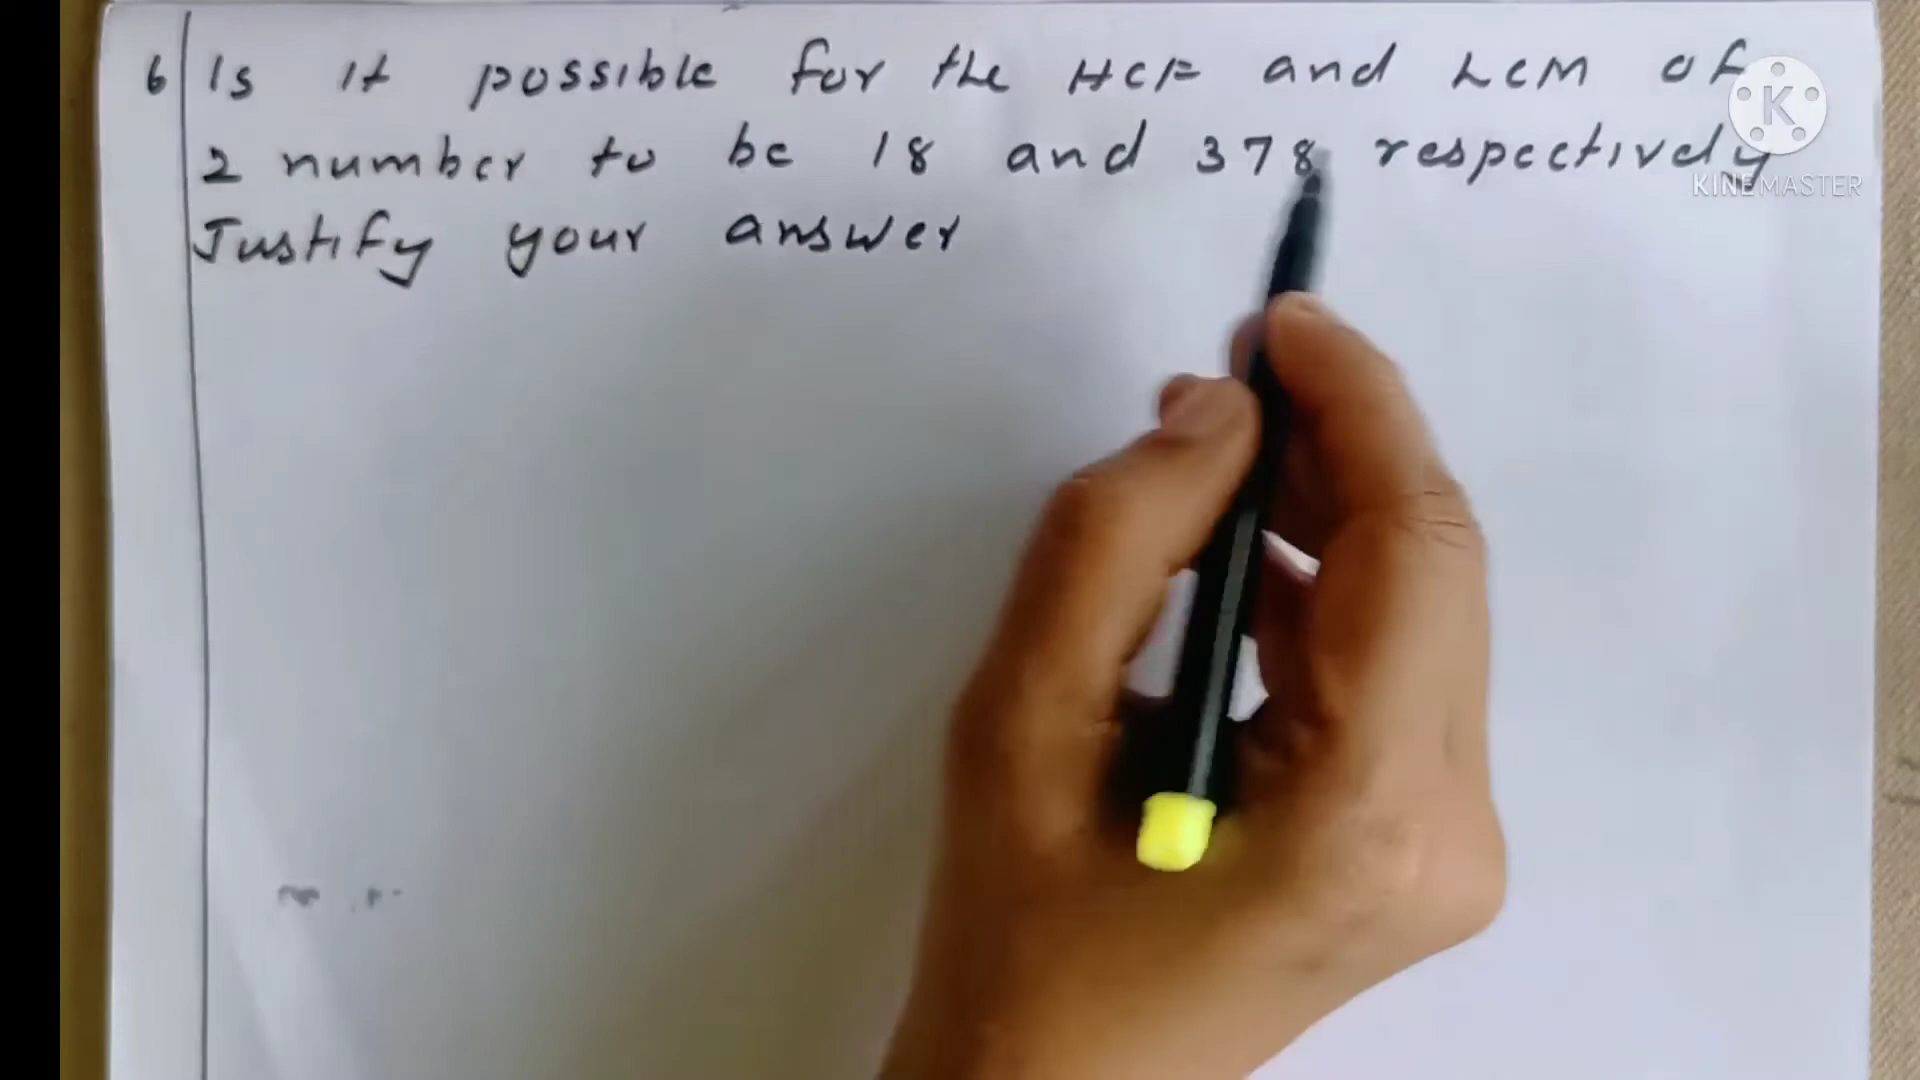 6 Is it possible for the HCF and LCM of
2 number to be 18 and 378 respectively
Justify your answer
K
KINEMASTER